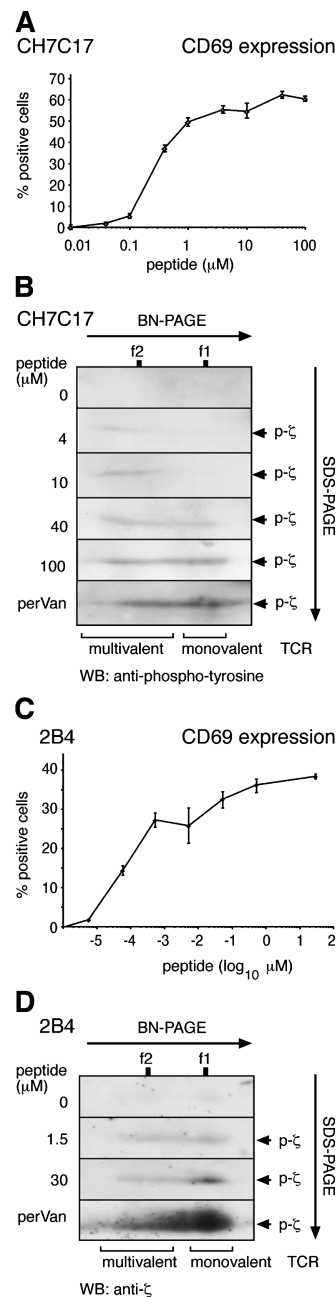 A
CH7C17 CD69 expression
70
60
50
40
30
20
10
0
% positive cells
0.01 0.1 1 10 100
peptide (μM)
B
CH7C17 BN-PAGE
peptide f2 f1
(μM)
0
4 p-ζ
10 p-ζ
40 p-ζ
100 p-ζ
perVan p-ζ
SDS-PAGE
multivalent monovalent TCR
WB: anti-phospho-tyrosine
C
2B4 CD69 expression
40
30
20
10
0
% positive cells
-5 -4 -3 -2 -1 0 1 2
peptide (log10 μM)
D
2B4 BN-PAGE
peptide f2 f1
(μM)
0
1.5 p-ζ
30 p-ζ
perVan p-ζ
SDS-PAGE
multivalent monovalent TCR
WB: anti-ζ